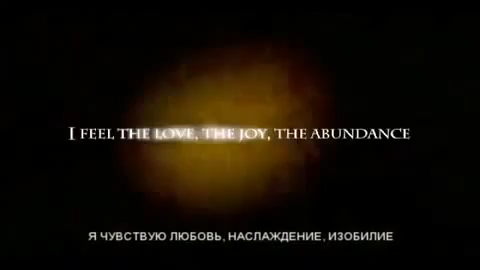 I FEEL THE LOVE, THE JOY, THE ABUNDANCE
Я ЧУВСТВУЮ ЛЮБОВЬ, НАСЛАЖДЕНИЕ, ИЗОБИЛИЕ